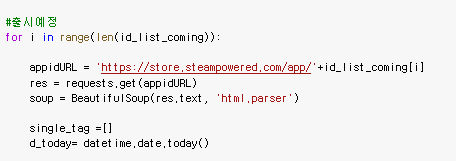 #출시예정
for i in range(len(id_list_coming)):
appidURL = 'https://store.steampowered.com/app/'+id_list_coming[i]
res = requests.get(appidURL)
soup = BeautifulSoup(res.text, 'html.parser')
single_tag =[]
d_today= datetime.date.today()